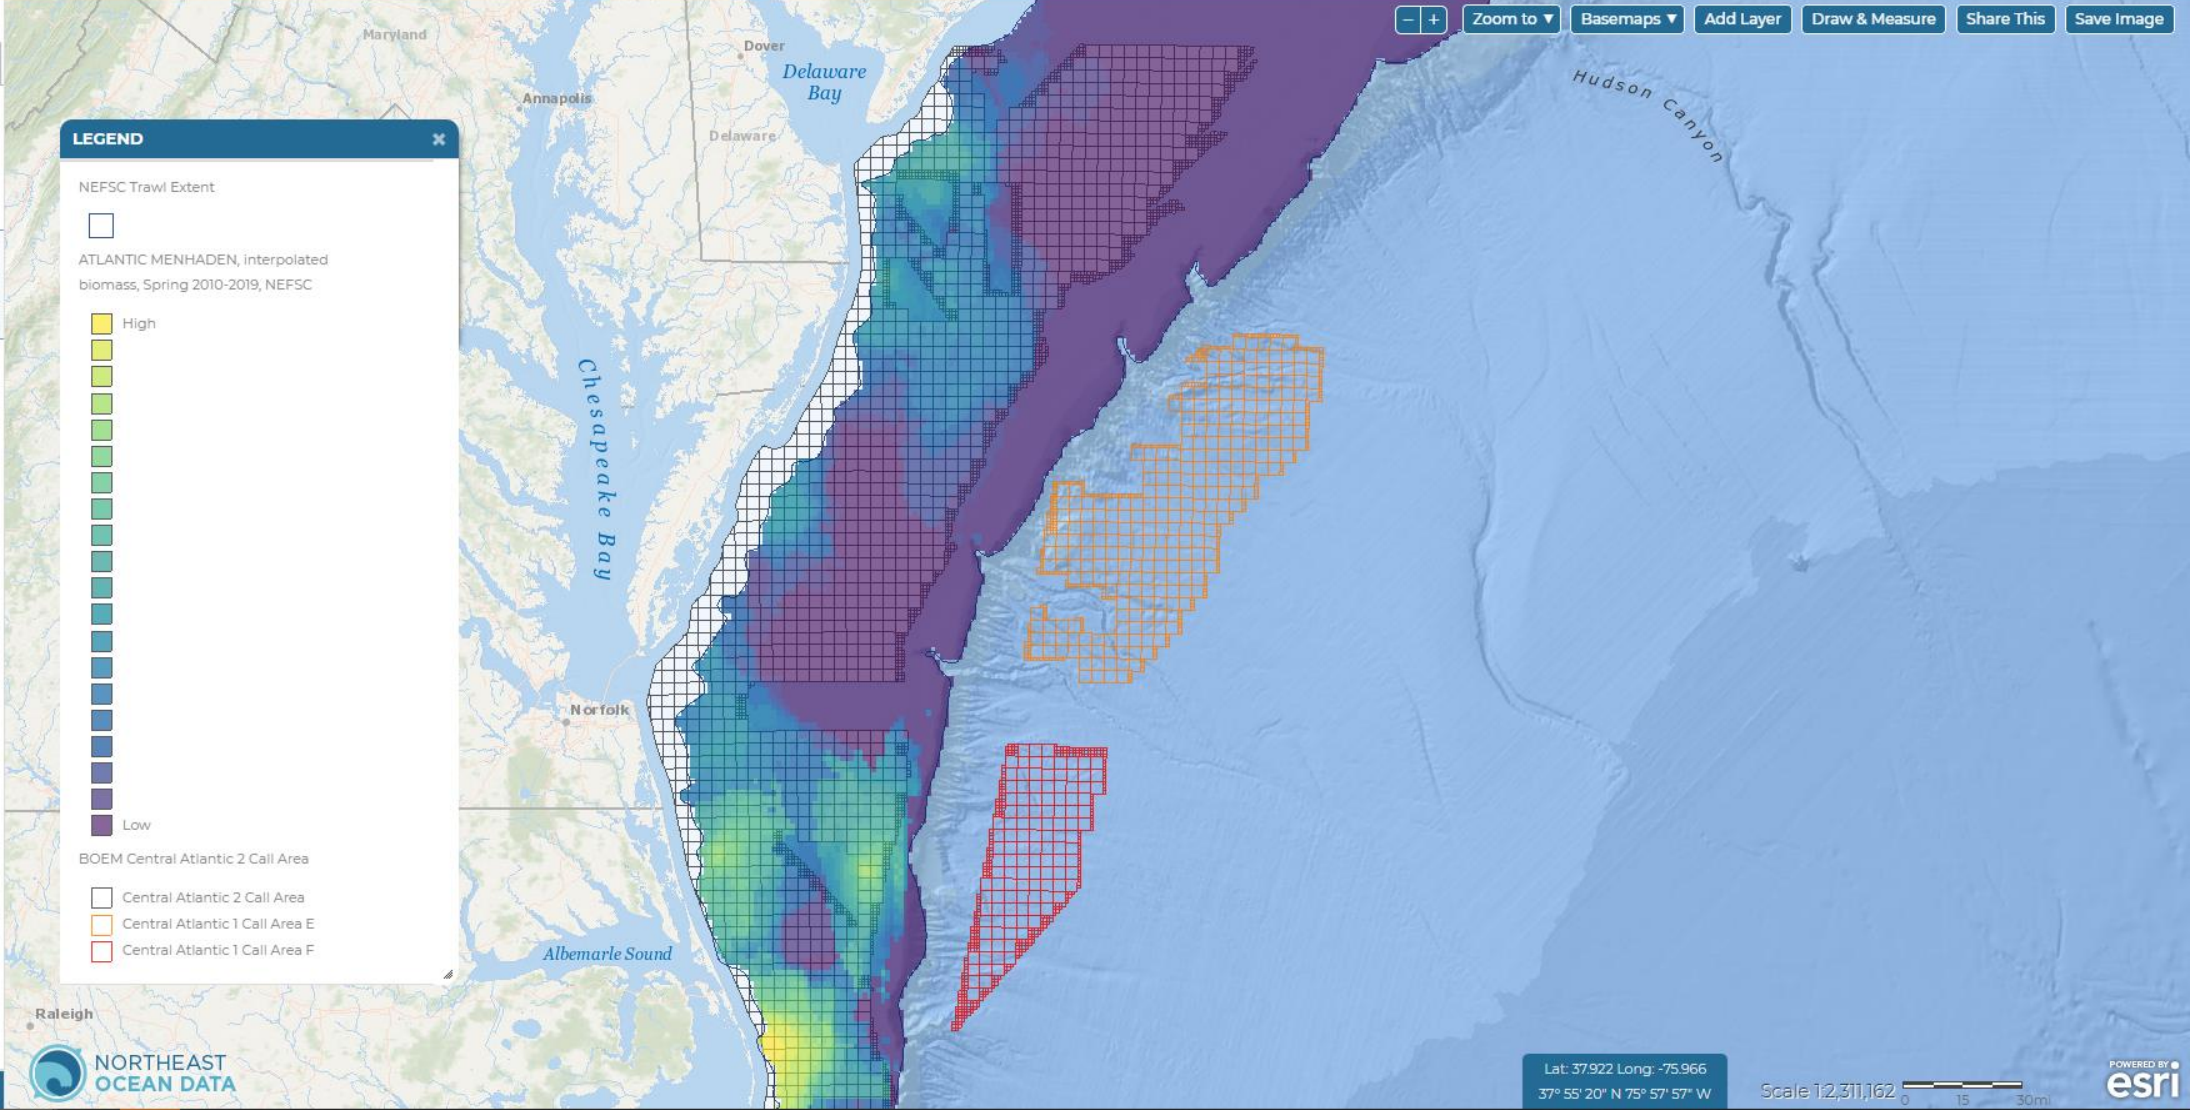 Maryland
Dover
Delaware
Bay
Annapolis
Delaware
Hudson Canyon
− +
Zoom to ▼
Basemaps ▼
Add Layer
Draw & Measure
Share This
Save Image
LEGEND
NEFSC Trawl Extent
ATLANTIC MENHADEN, interpolated
biomass, Spring 2010-2019, NEFSC
High
Low
BOEM Central Atlantic 2 Call Area
Central Atlantic 2 Call Area
Central Atlantic 1 Call Area E
Central Atlantic 1 Call Area F
Chesapeake Bay
Norfolk
Albemarle Sound
Raleigh
NORTHEAST
OCEAN DATA
Lat: 37.922 Long: -75.966
37° 55' 20" N 75° 57' 57" W
Scale 1:2,311,162
0 15 30mi
POWERED BY
esri